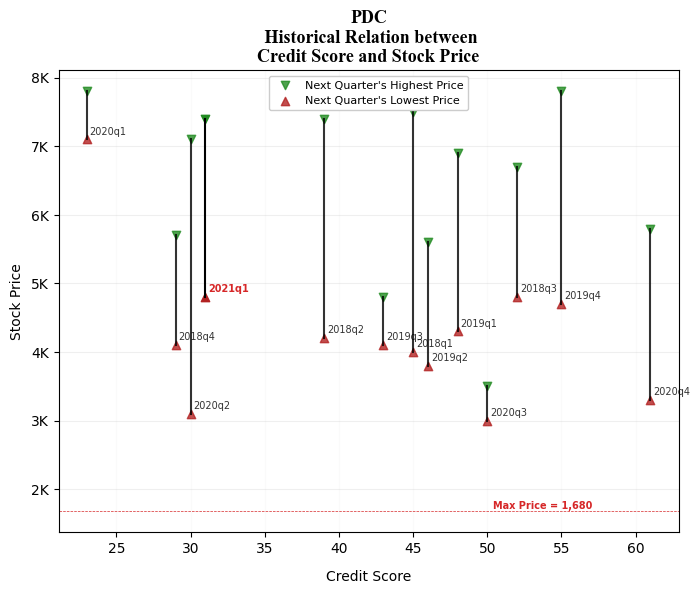 PDC
Historical Relation between
Credit Score and Stock Price
Next Quarter's Highest Price
Next Quarter's Lowest Price
8K
7K
6K
5K
4K
3K
2K
Stock Price
2020q1
2021q1
2018q4
2020q2
2018q2
2019q3
2018q1
2019q2
2019q1
2018q3
2019q4
2020q3
2020q4
Max Price = 1,680
25 30 35 40 45 50 55 60
Credit Score